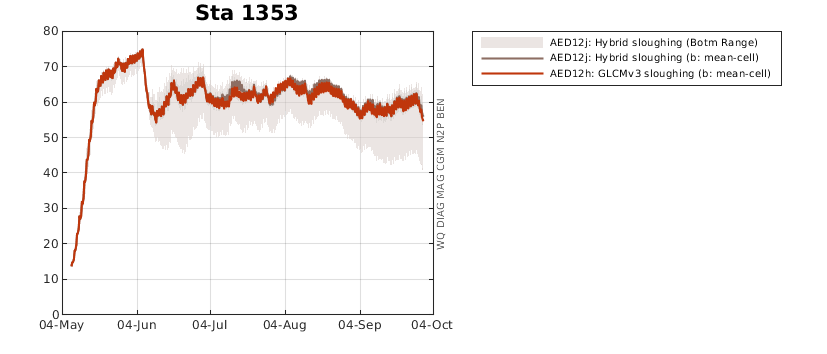 Sta 1353
80
70
60
50
40
30
20
10
0
04-May 04-Jun 04-Jul 04-Aug 04-Sep 04-Oct
WQ DIAG MAG CGM N2P BEN
AED12j: Hybrid sloughing (Botm Range)
AED12j: Hybrid sloughing (b: mean-cell)
AED12h: GLCMv3 sloughing (b: mean-cell)